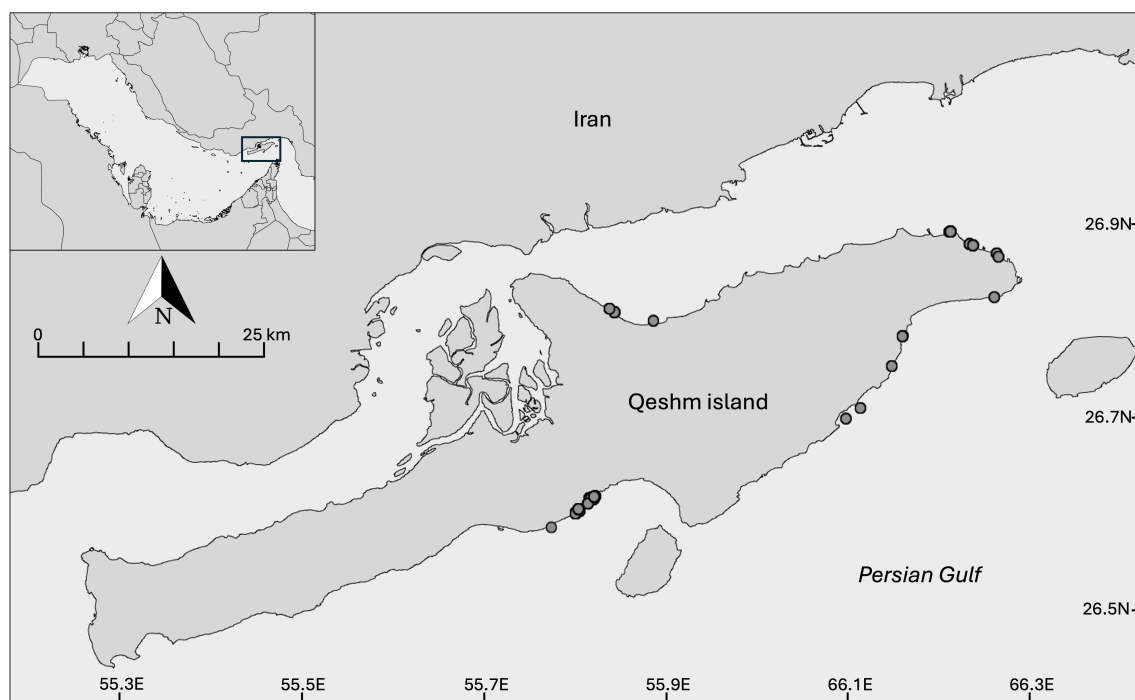 Iran
26.9N
N
0 25 km
Qeshm island
26.7N
Persian Gulf
26.5N
55.3E 55.5E 55.7E 55.9E 66.1E 66.3E